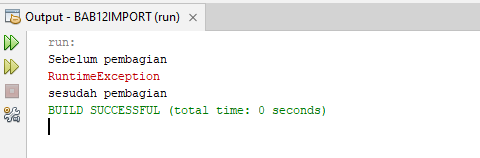 Output - BAB12IMPORT (run)
run:
Sebelum pembagian
RuntimeException
sesudah pembagian
BUILD SUCCESSFUL (total time: 0 seconds)